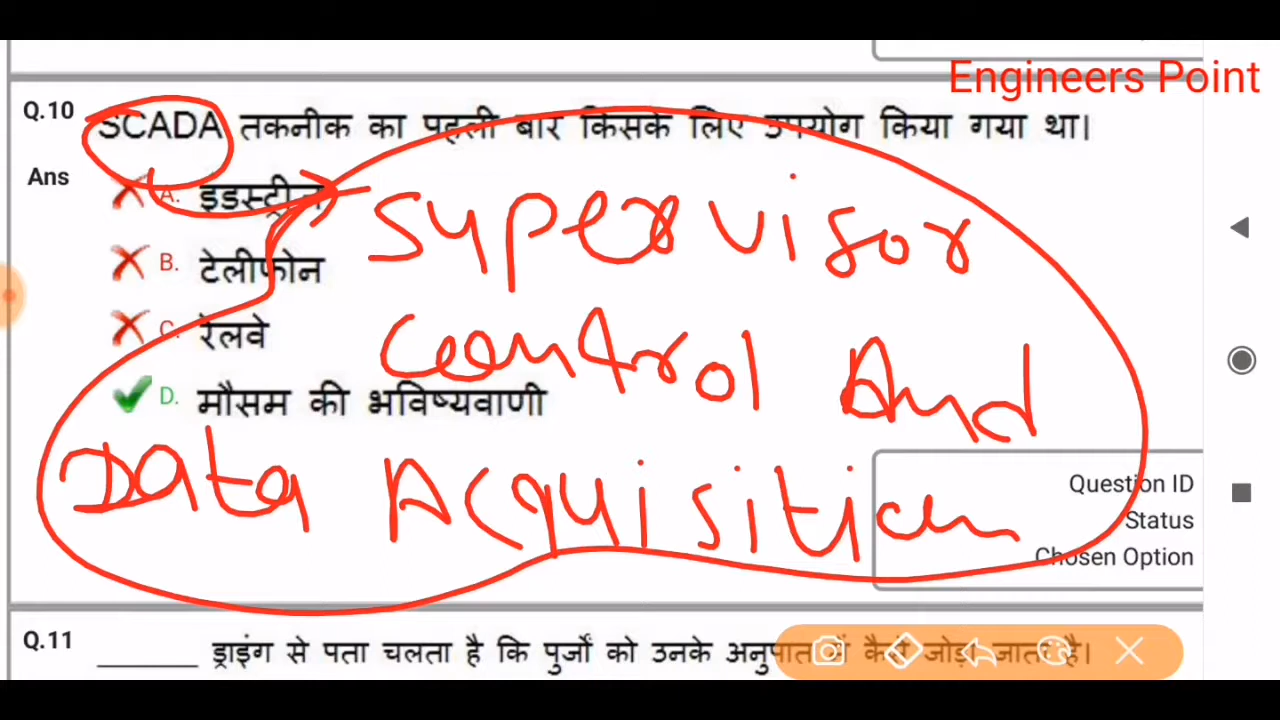 Engineers Point
Q.10 SCADA तकनीक का पहली बार किसके लिए उपयोग किया गया था।
Ans A. इंडस्ट्रीज
Supervisor
B. टेलीफोन
C. रेलवे
Control And
D. मौसम की भविष्यवाणी
Data Acquisition
Question ID
Status
Chosen Option
Q.11 ________ ड्राइंग से पता चलता है कि पुर्जों को उनके अनुपात में कैसे जोड़ा जाता है।